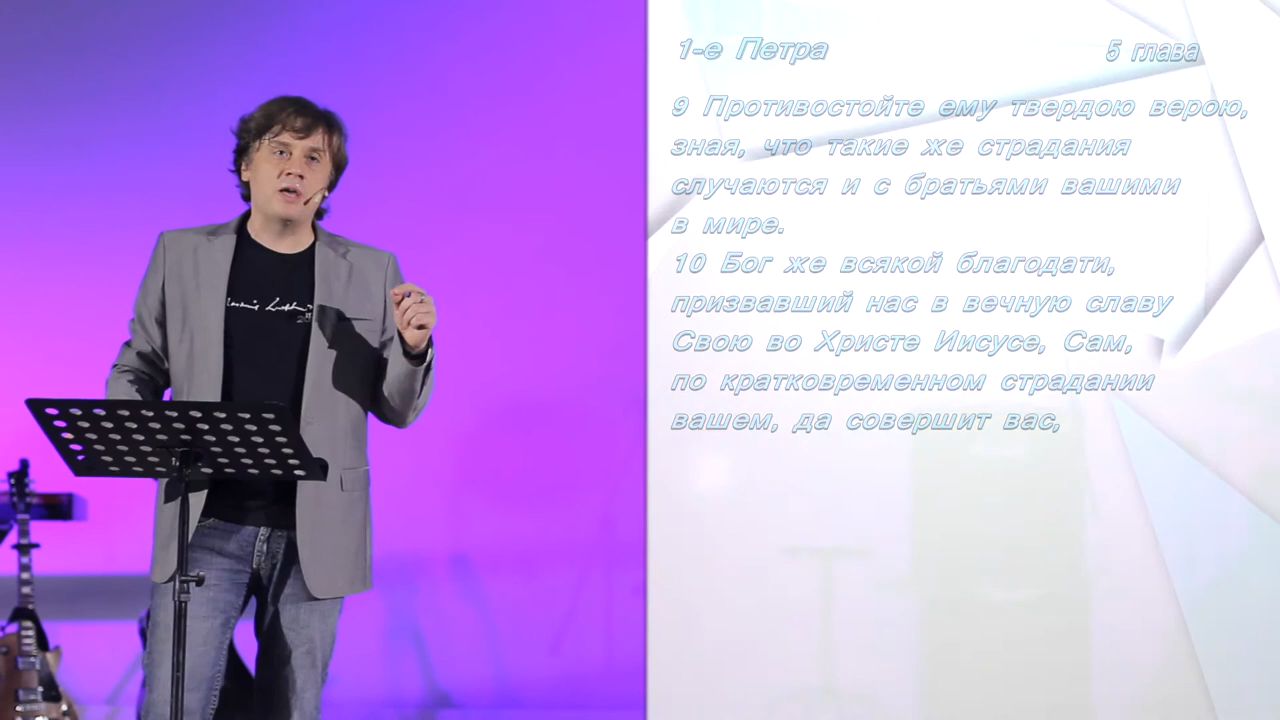 1-е Петра 5 глава
9 Противостойте ему твердою верою,
зная, что такие же страдания
случаются и с братьями вашими
в мире.
10 Бог же всякой благодати,
призвавший нас в вечную славу
Свою во Христе Иисусе, Сам,
по кратковременном страдании
вашем, да совершит вас,